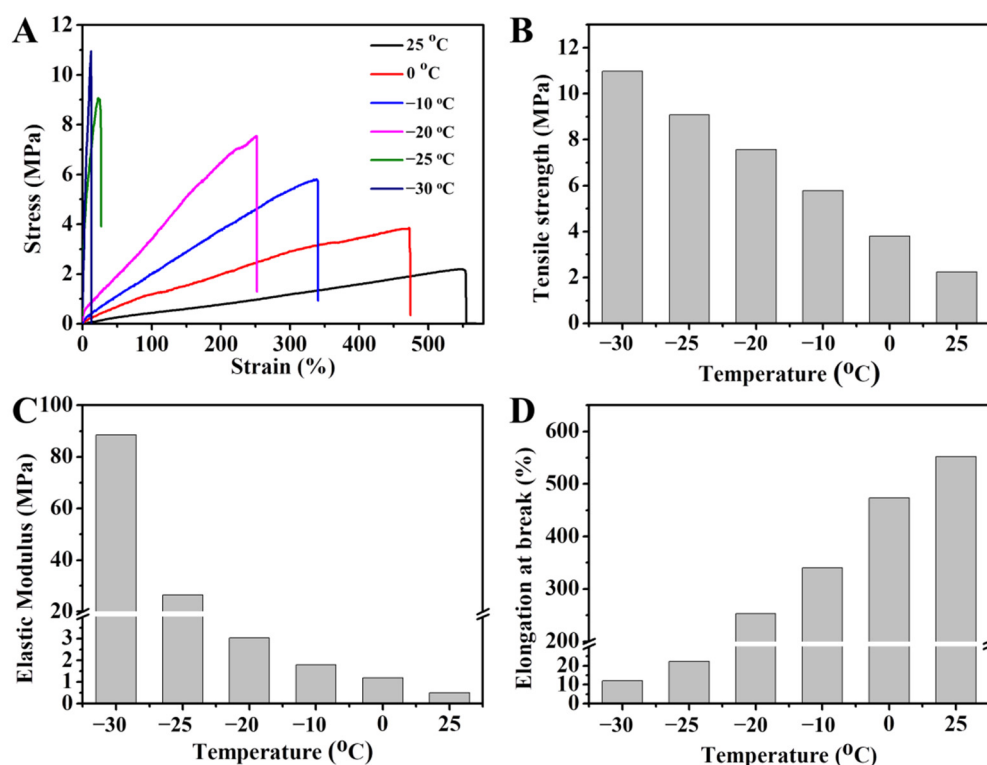 A
12
10
8
6
4
2
0
Stress (MPa)
0 100 200 300 400 500
Strain (%)
25 °C
0 °C
−10 °C
−20 °C
−25 °C
−30 °C
B
12
10
8
6
4
2
0
Tensile strength (MPa)
−30 −25 −20 −10 0 25
Temperature (°C)
C
100
80
60
40
20
3
2
1
0
Elastic Modulus (MPa)
−30 −25 −20 −10 0 25
Temperature (°C)
D
600
500
400
300
200
20
10
0
Elongation at break (%)
−30 −25 −20 −10 0 25
Temperature (°C)